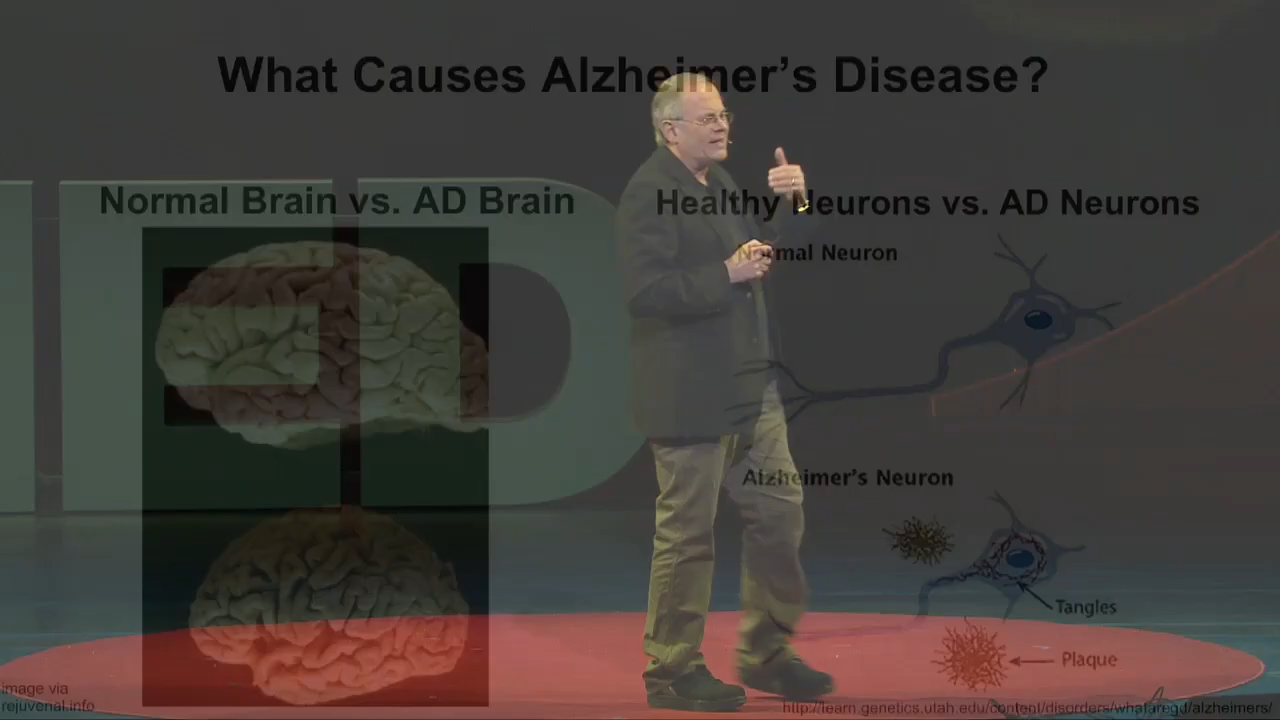 What Causes Alzheimer's Disease?
Normal Brain vs. AD Brain
Healthy Neurons vs. AD Neurons
Normal Neuron
Alzheimer's Neuron
Tangles
Plaque
image via
rejuvenal.info
http://learn.genetics.utah.edu/content/disorders/whataregd/alzheimers/
ED